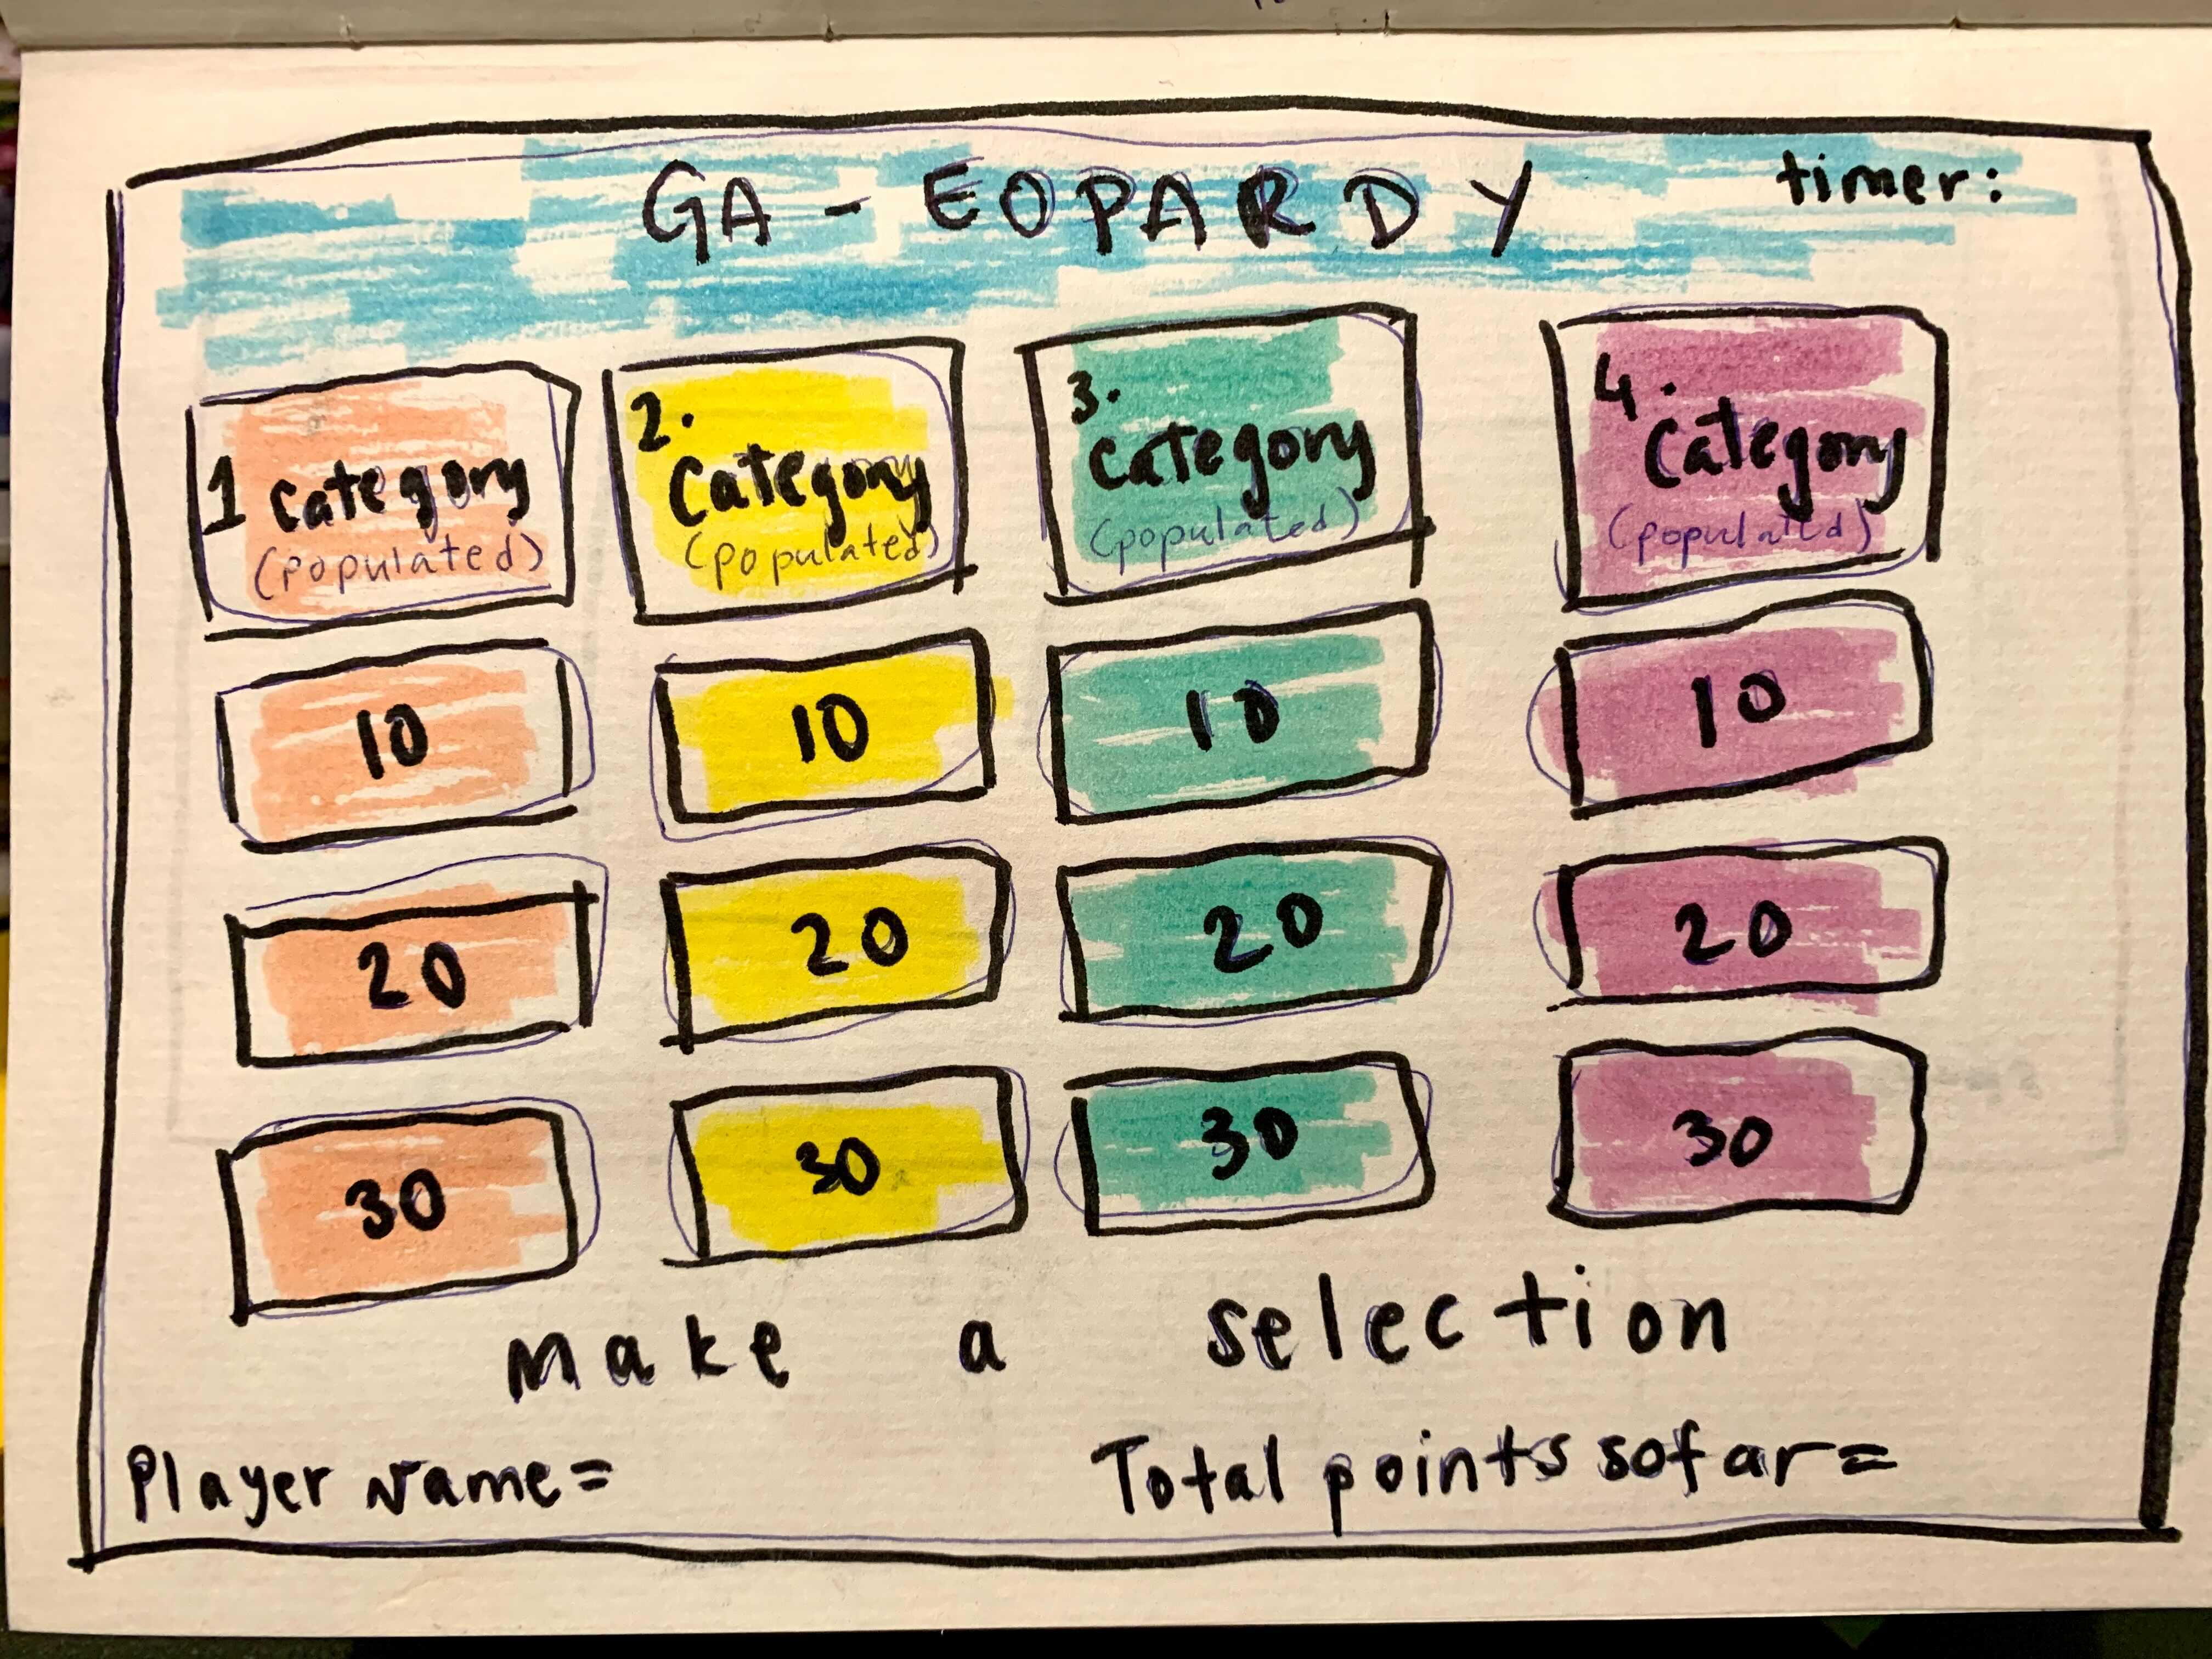 GA - EOPARDY timer:
1 Category
(populated)
2. Category
(populated)
3. Category
(populated)
4. Category
(populated)
10 10 10 10
20 20 20 20
30 30 30 30
make a selection
Player Name= Total points sofar=